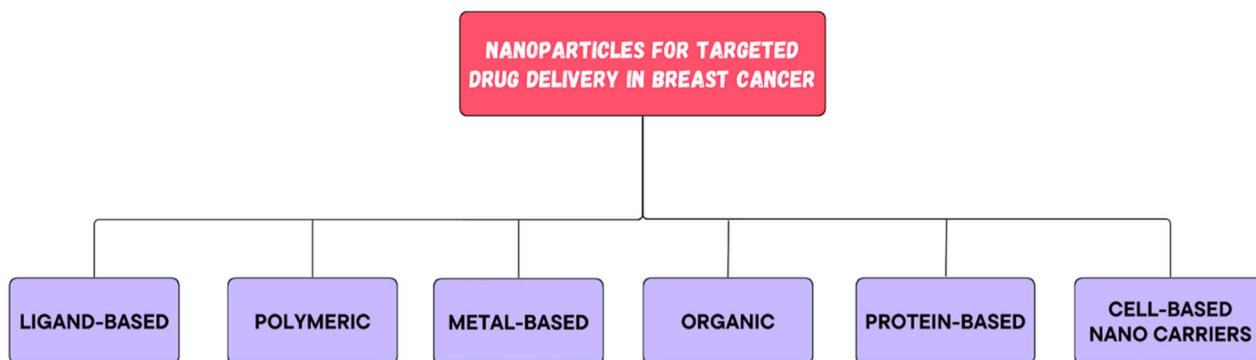 NANOPARTICLES FOR TARGETED
DRUG DELIVERY IN BREAST CANCER
LIGAND-BASED
POLYMERIC
METAL-BASED
ORGANIC
PROTEIN-BASED
CELL-BASED
NANO CARRIERS